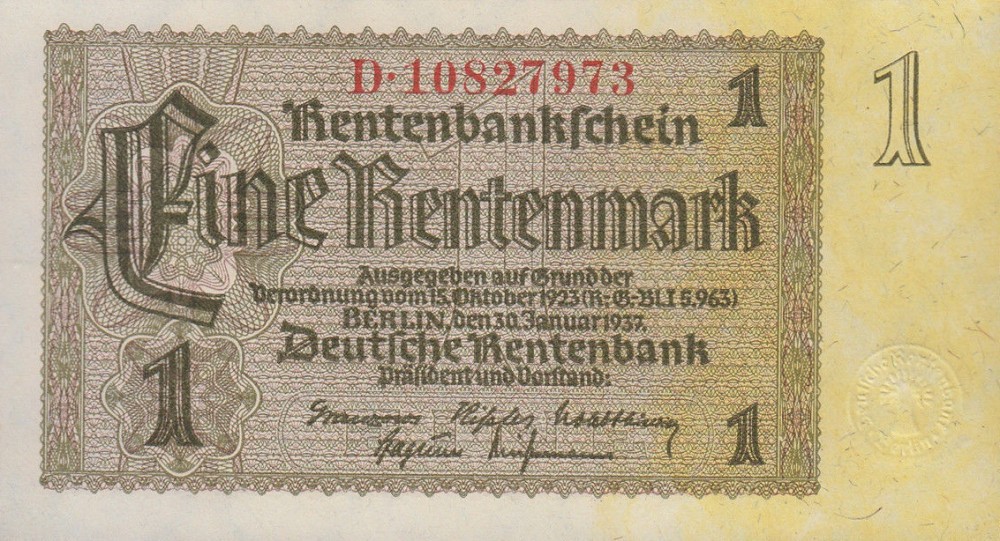 D·10827973
1
1
Rentenbankschein
Eine Rentenmark
Ausgegeben auf Grund der
Verordnung vom 15. Oktober 1923 (R-G-BL I S. 963)
BERLIN, den 30. Januar 1937.
Deutsche Rentenbank
Präsident und Vorstand:
1
1